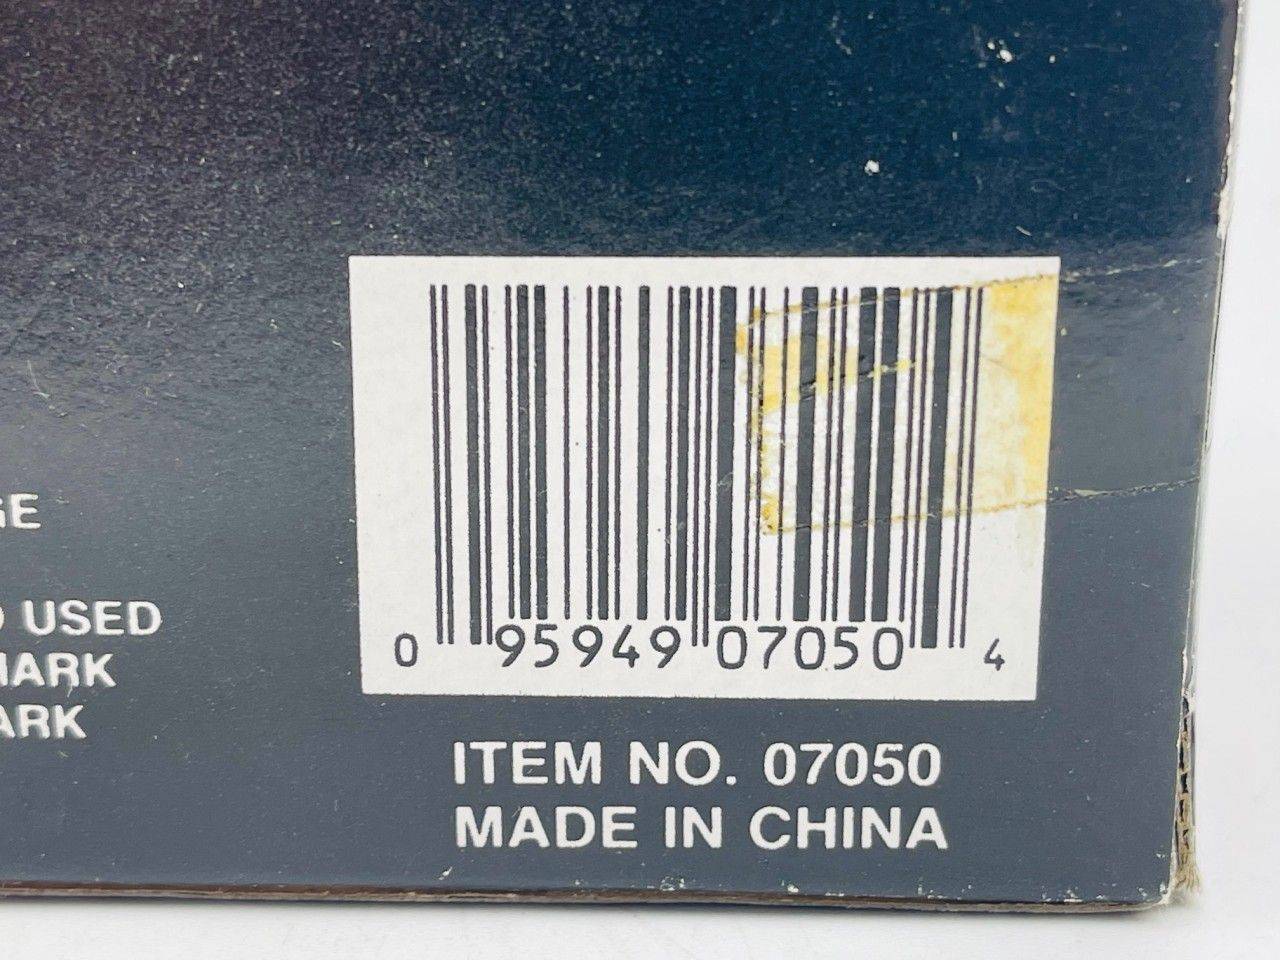 GE
USED
MARK
ARK
0 95949 07050 4
ITEM NO. 07050
MADE IN CHINA